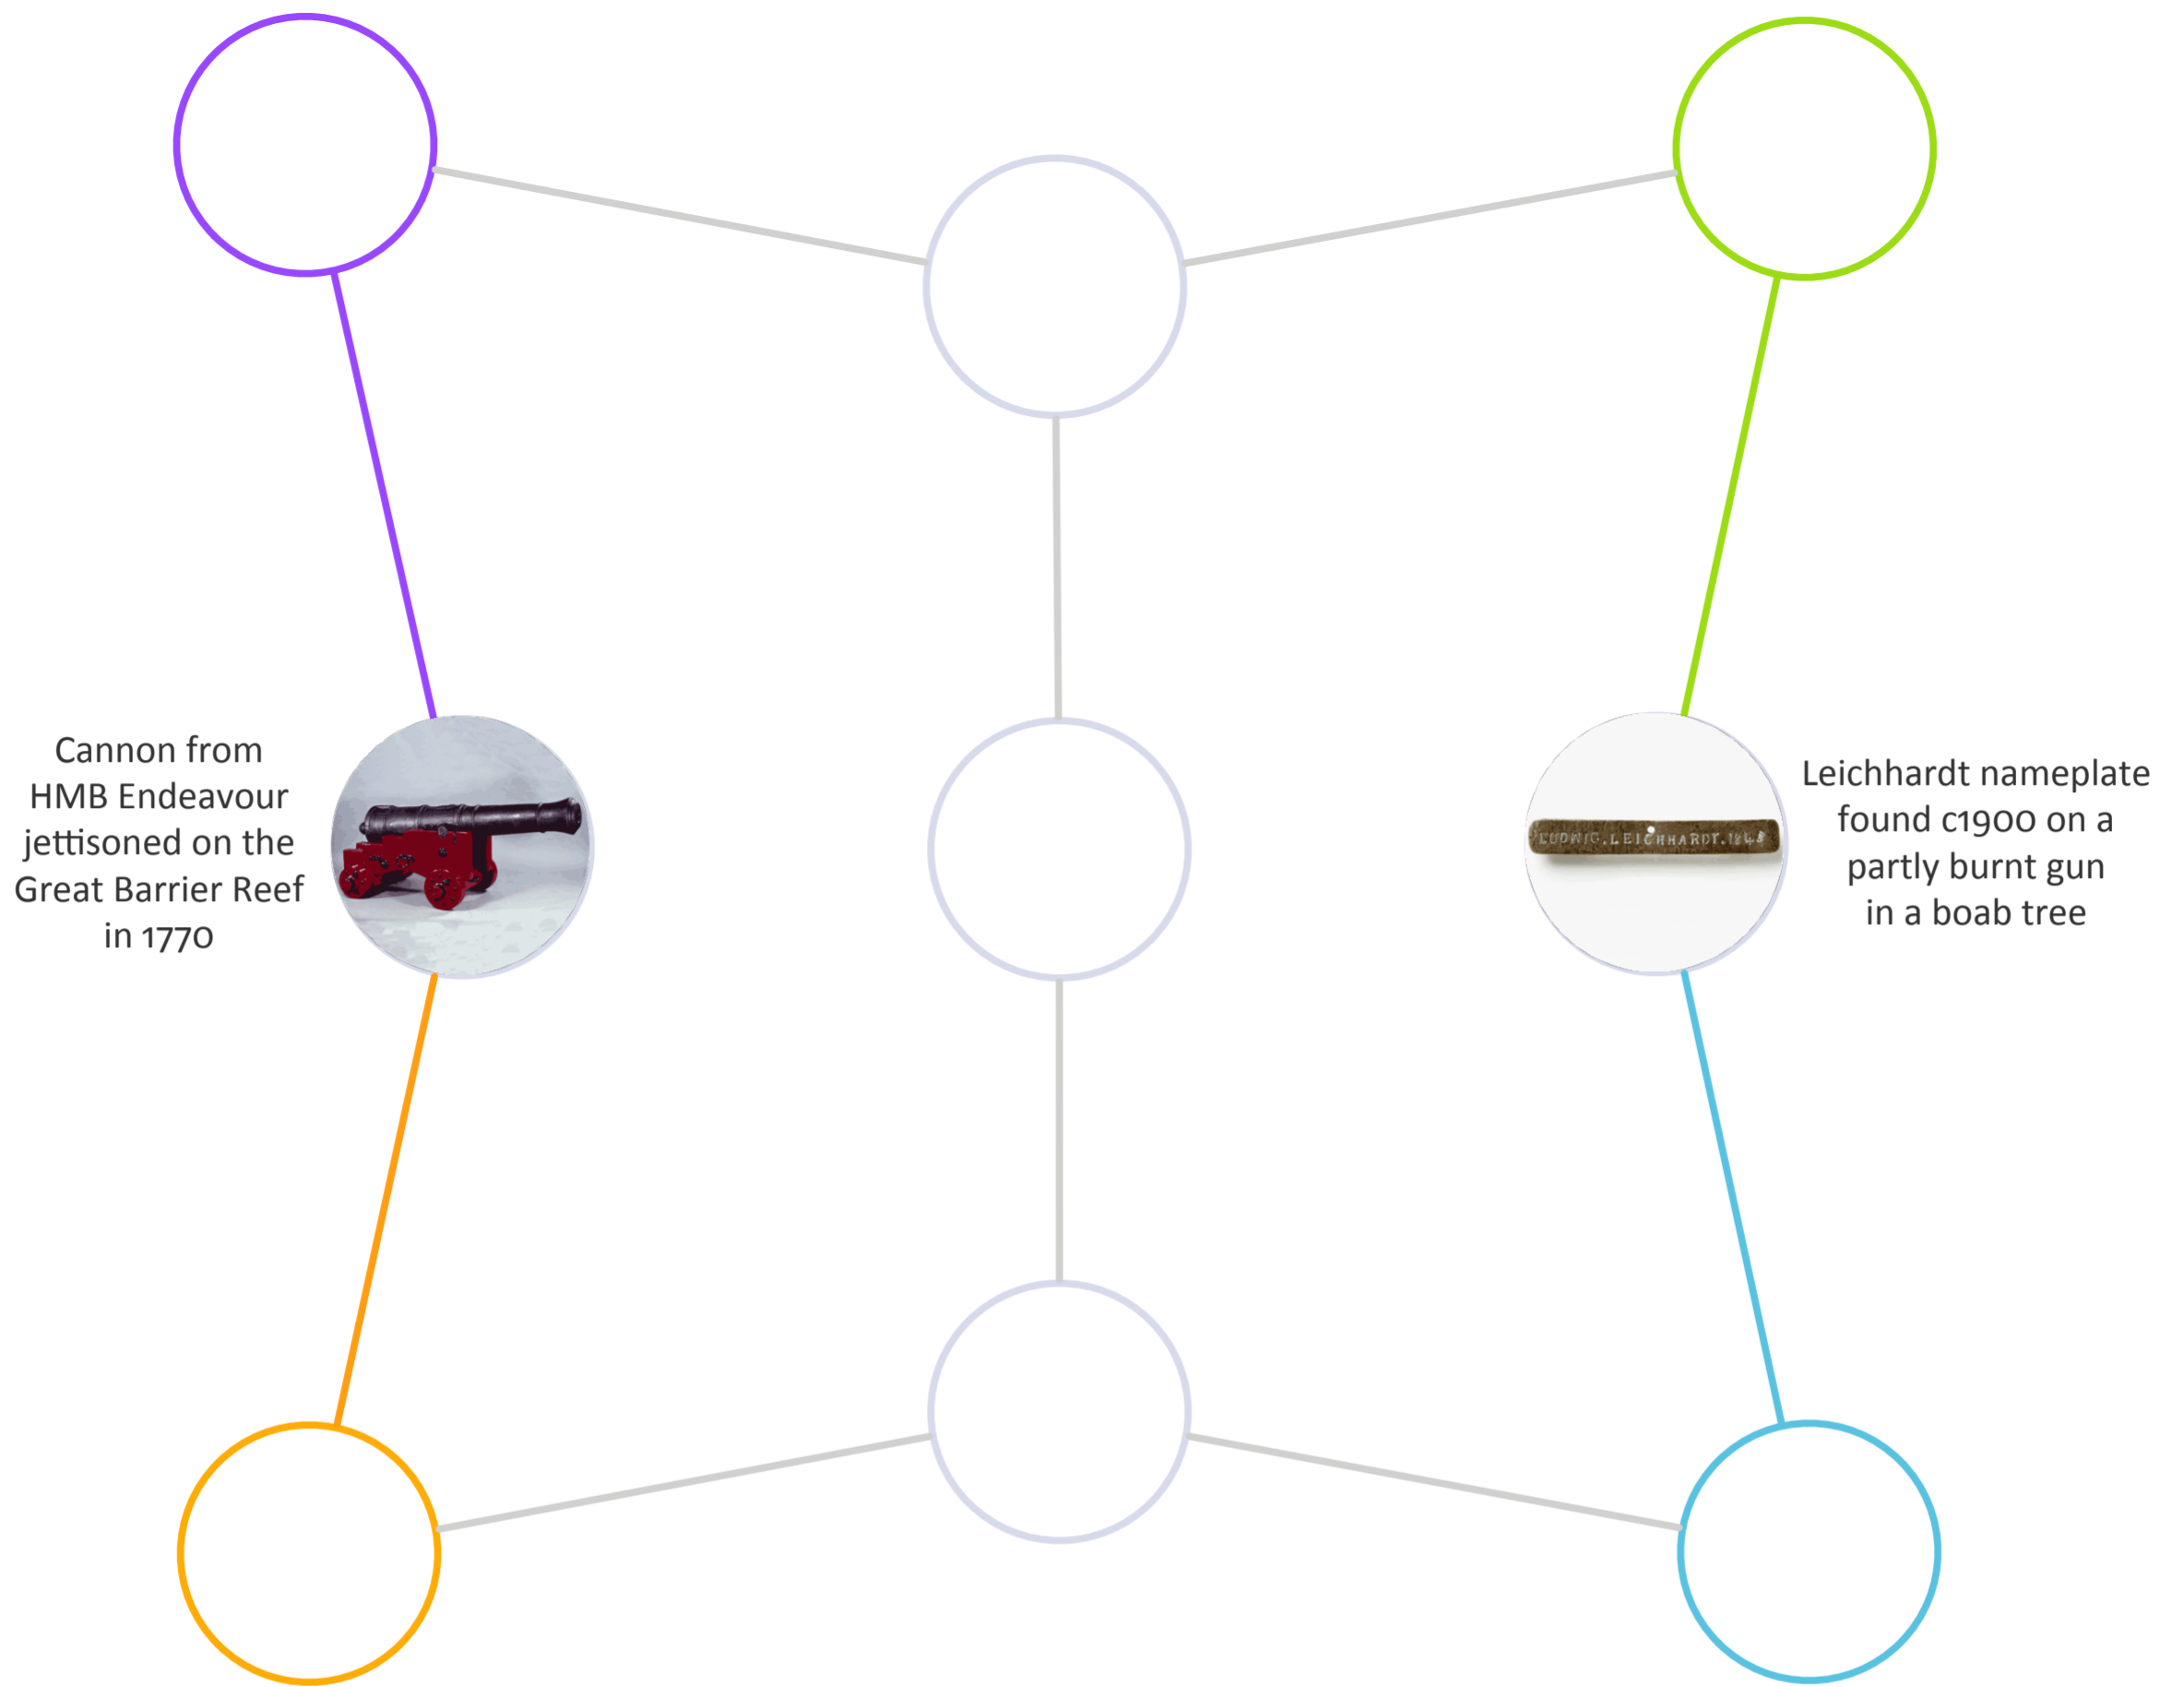 Cannon from
HMB Endeavour
jettisoned on the
Great Barrier Reef
in 1770
Leichhardt nameplate
found c1900 on a
partly burnt gun
in a boab tree
LUDWIG.LEICHHARDT.1848